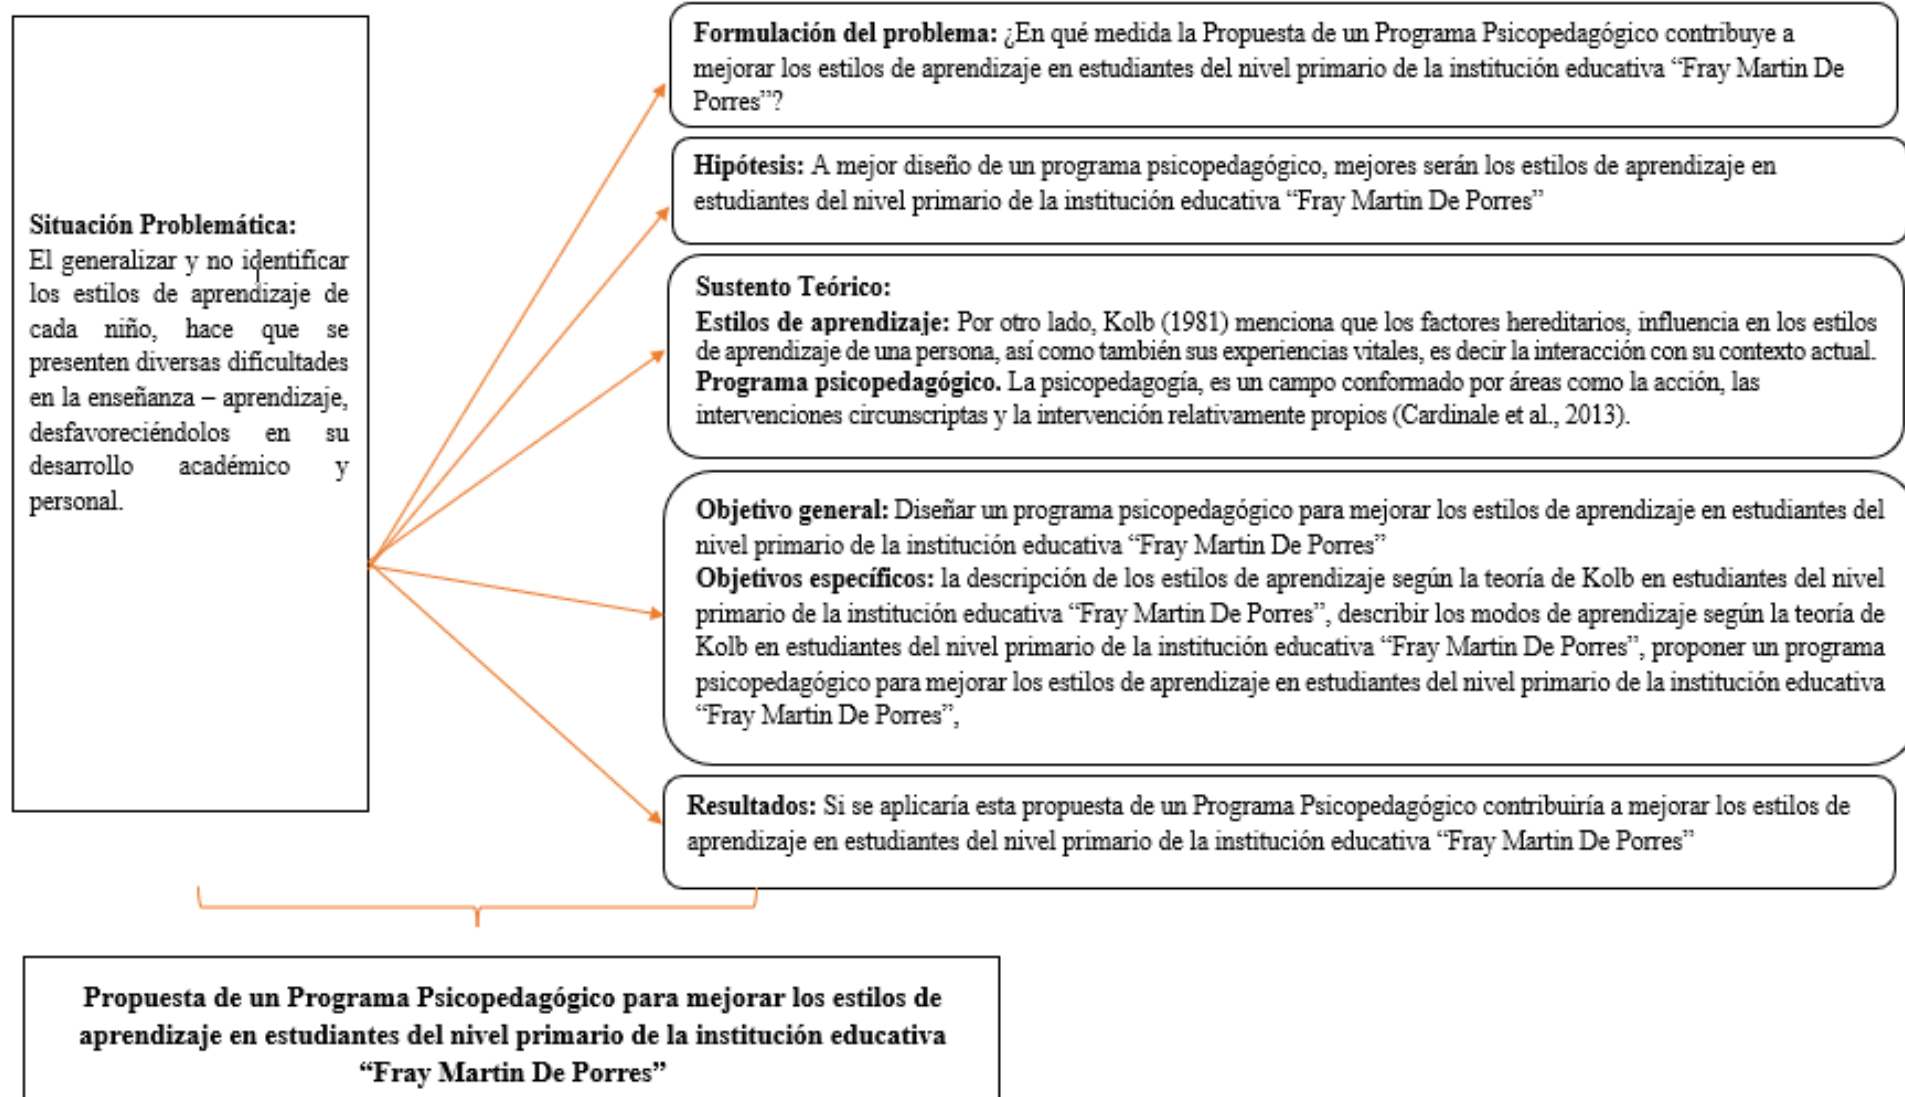 Situación Problemática:
El generalizar y no identificar
los estilos de aprendizaje de
cada niño, hace que se
presenten diversas dificultades
en la enseñanza – aprendizaje,
desfavoreciéndolos en su
desarrollo académico y
personal.
Formulación del problema: ¿En qué medida la Propuesta de un Programa Psicopedagógico contribuye a
mejorar los estilos de aprendizaje en estudiantes del nivel primario de la institución educativa “Fray Martin De
Porres”?
Hipótesis: A mejor diseño de un programa psicopedagógico, mejores serán los estilos de aprendizaje en
estudiantes del nivel primario de la institución educativa “Fray Martin De Porres”
Sustento Teórico:
Estilos de aprendizaje: Por otro lado, Kolb (1981) menciona que los factores hereditarios, influencia en los estilos
de aprendizaje de una persona, así como también sus experiencias vitales, es decir la interacción con su contexto actual.
Programa psicopedagógico. La psicopedagogía, es un campo conformado por áreas como la acción, las
intervenciones circunscriptas y la intervención relativamente propios (Cardinale et al., 2013).
Objetivo general: Diseñar un programa psicopedagógico para mejorar los estilos de aprendizaje en estudiantes del
nivel primario de la institución educativa “Fray Martin De Porres”
Objetivos específicos: la descripción de los estilos de aprendizaje según la teoría de Kolb en estudiantes del nivel
primario de la institución educativa “Fray Martin De Porres”, describir los modos de aprendizaje según la teoría de
Kolb en estudiantes del nivel primario de la institución educativa “Fray Martin De Porres”, proponer un programa
psicopedagógico para mejorar los estilos de aprendizaje en estudiantes del nivel primario de la institución educativa
“Fray Martin De Porres”,
Resultados: Si se aplicaría esta propuesta de un Programa Psicopedagógico contribuiría a mejorar los estilos de
aprendizaje en estudiantes del nivel primario de la institución educativa “Fray Martin De Porres”
Propuesta de un Programa Psicopedagógico para mejorar los estilos de
aprendizaje en estudiantes del nivel primario de la institución educativa
“Fray Martin De Porres”